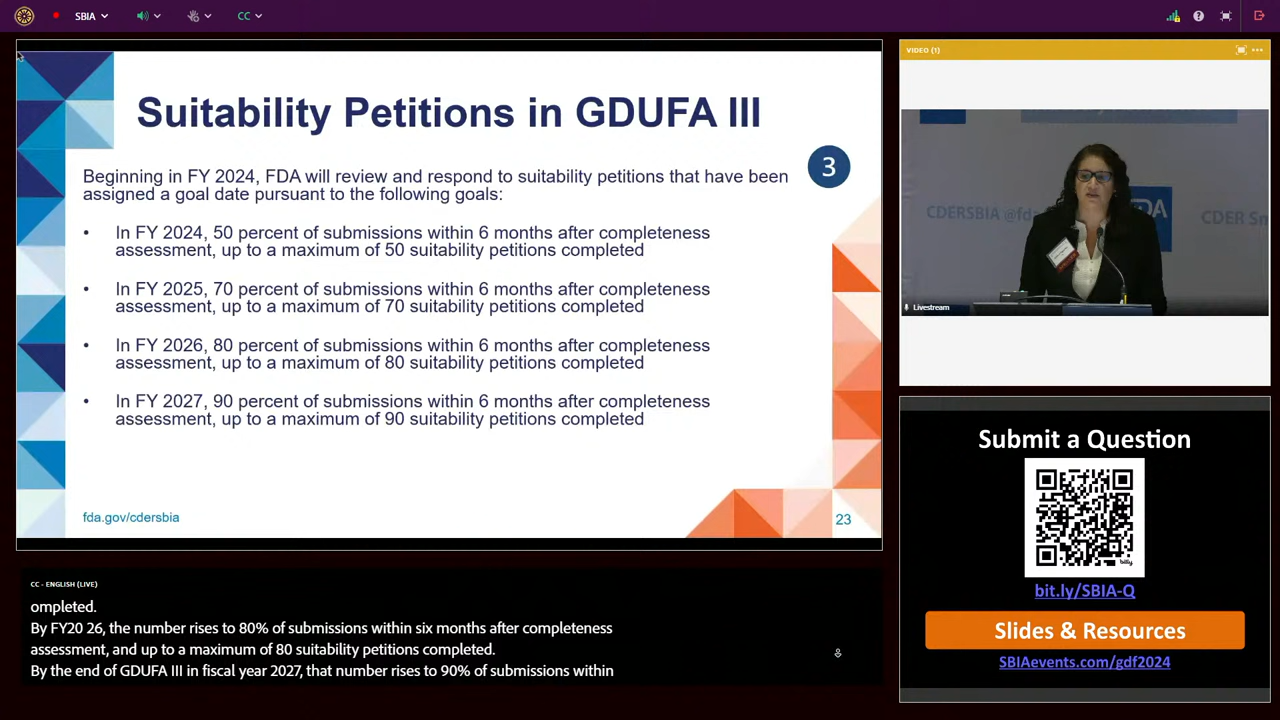 SBIA
CC
Suitability Petitions in GDUFA III
3
Beginning in FY 2024, FDA will review and respond to suitability petitions that have been
assigned a goal date pursuant to the following goals:
• In FY 2024, 50 percent of submissions within 6 months after completeness
assessment, up to a maximum of 50 suitability petitions completed
• In FY 2025, 70 percent of submissions within 6 months after completeness
assessment, up to a maximum of 70 suitability petitions completed
• In FY 2026, 80 percent of submissions within 6 months after completeness
assessment, up to a maximum of 80 suitability petitions completed
• In FY 2027, 90 percent of submissions within 6 months after completeness
assessment, up to a maximum of 90 suitability petitions completed
fda.gov/cdersbia
23
CC - ENGLISH (LIVE)
ompleted.
By FY20 26, the number rises to 80% of submissions within six months after completeness
assessment, and up to a maximum of 80 suitability petitions completed.
By the end of GDUFA III in fiscal year 2027, that number rises to 90% of submissions within
VIDEO (1)
CDERSBIA @fda
DA
CDER Sm
Livestream
Submit a Question
bitly
bit.ly/SBIA-Q
Slides & Resources
SBIAevents.com/gdf2024